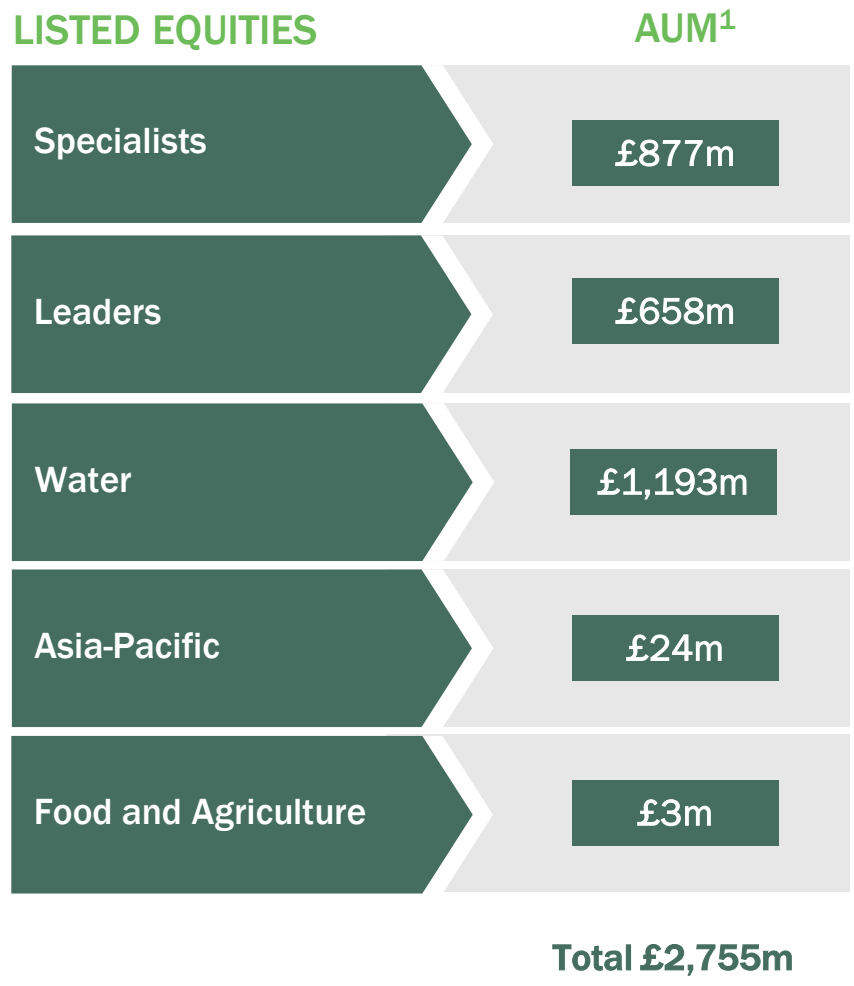 LISTED EQUITIES AUM¹
Specialists £877m
Leaders £658m
Water £1,193m
Asia-Pacific £24m
Food and Agriculture £3m
Total £2,755m